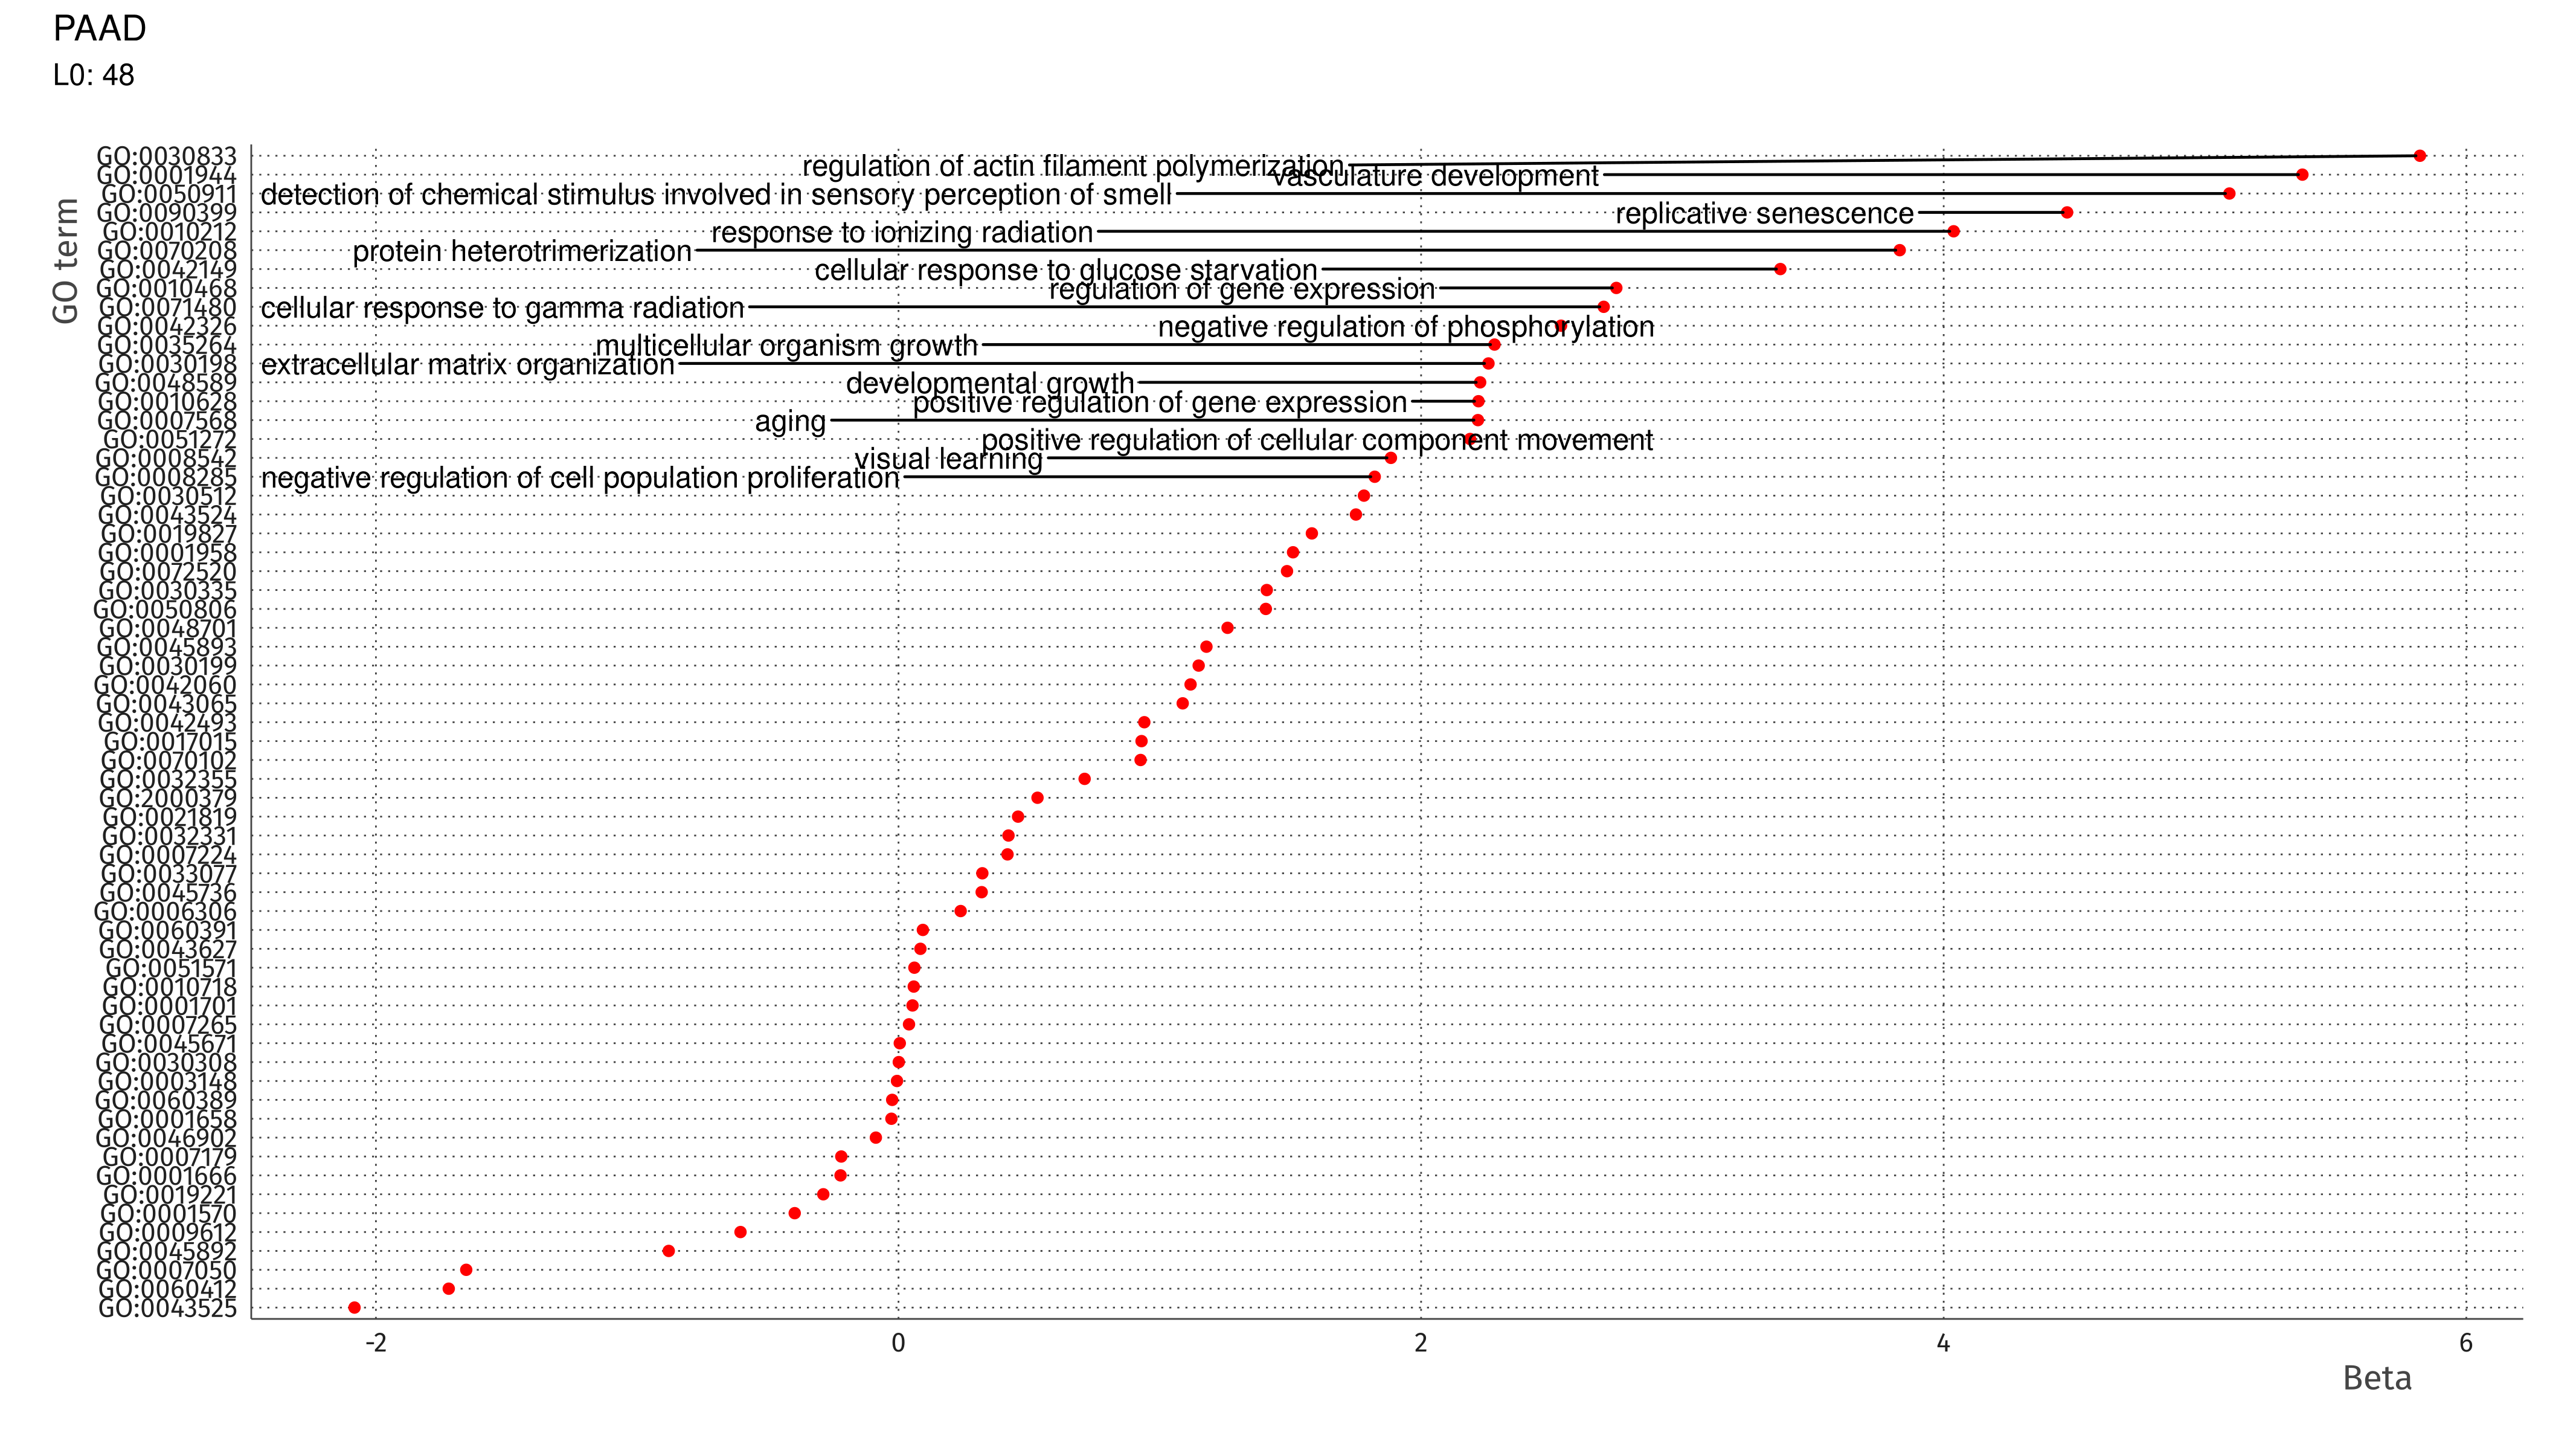 PAAD
L0: 48
GO term
GO:0030833
regulation of actin filament polymerization
GO:0001944
vasculature development
GO:0050911
detection of chemical stimulus involved in sensory perception of smell
GO:0090399
replicative senescence
GO:0010212
response to ionizing radiation
GO:0070208
protein heterotrimerization
GO:0042149
cellular response to glucose starvation
GO:0010468
regulation of gene expression
GO:0071480
cellular response to gamma radiation
GO:0042326
negative regulation of phosphorylation
GO:0035264
multicellular organism growth
GO:0030198
extracellular matrix organization
GO:0048589
developmental growth
GO:0010628
positive regulation of gene expression
GO:0007568
aging
GO:0051272
positive regulation of cellular component movement
GO:0008542
visual learning
GO:0008285
negative regulation of cell population proliferation
GO:0030512
GO:0043524
GO:0019827
GO:0001958
GO:0072520
GO:0030335
GO:0050806
GO:0048701
GO:0045893
GO:0030199
GO:0042060
GO:0043065
GO:0042493
GO:0017015
GO:0070102
GO:0032355
GO:2000379
GO:0021819
GO:0032331
GO:0007224
GO:0033077
GO:0045736
GO:0006306
GO:0060391
GO:0043627
GO:0051571
GO:0010718
GO:0001701
GO:0007265
GO:0045671
GO:0030308
GO:0003148
GO:0060389
GO:0001658
GO:0046902
GO:0007179
GO:0001666
GO:0019221
GO:0001570
GO:0009612
GO:0045892
GO:0007050
GO:0060412
GO:0043525
-2 0 2 4 6
Beta